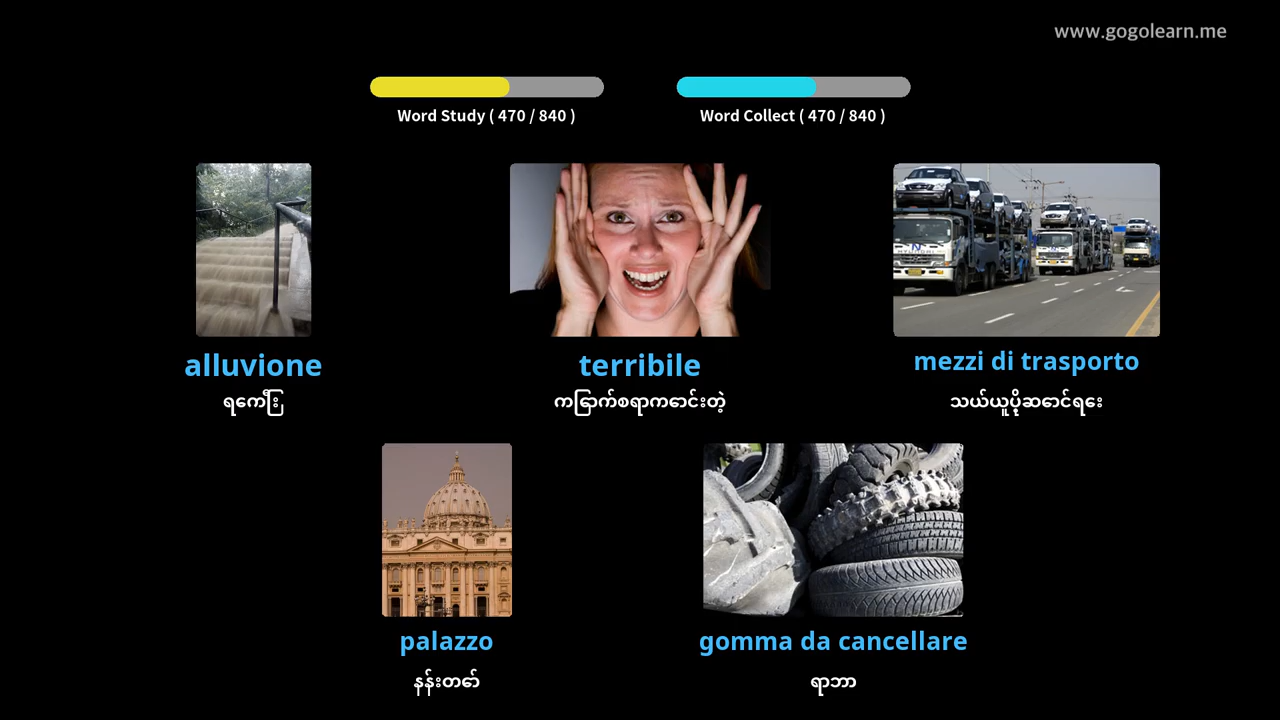 www.gogolearn.me
Word Study ( 470 / 840 )
Word Collect ( 470 / 840 )
alluvione
terribile
mezzi di trasporto
ရေကြီး
ကြောက်စရာကောင်းတဲ့
သယ်ယူပို့ဆောင်ရေး
palazzo
gomma da cancellare
နန်းတော်
ရာဘာ